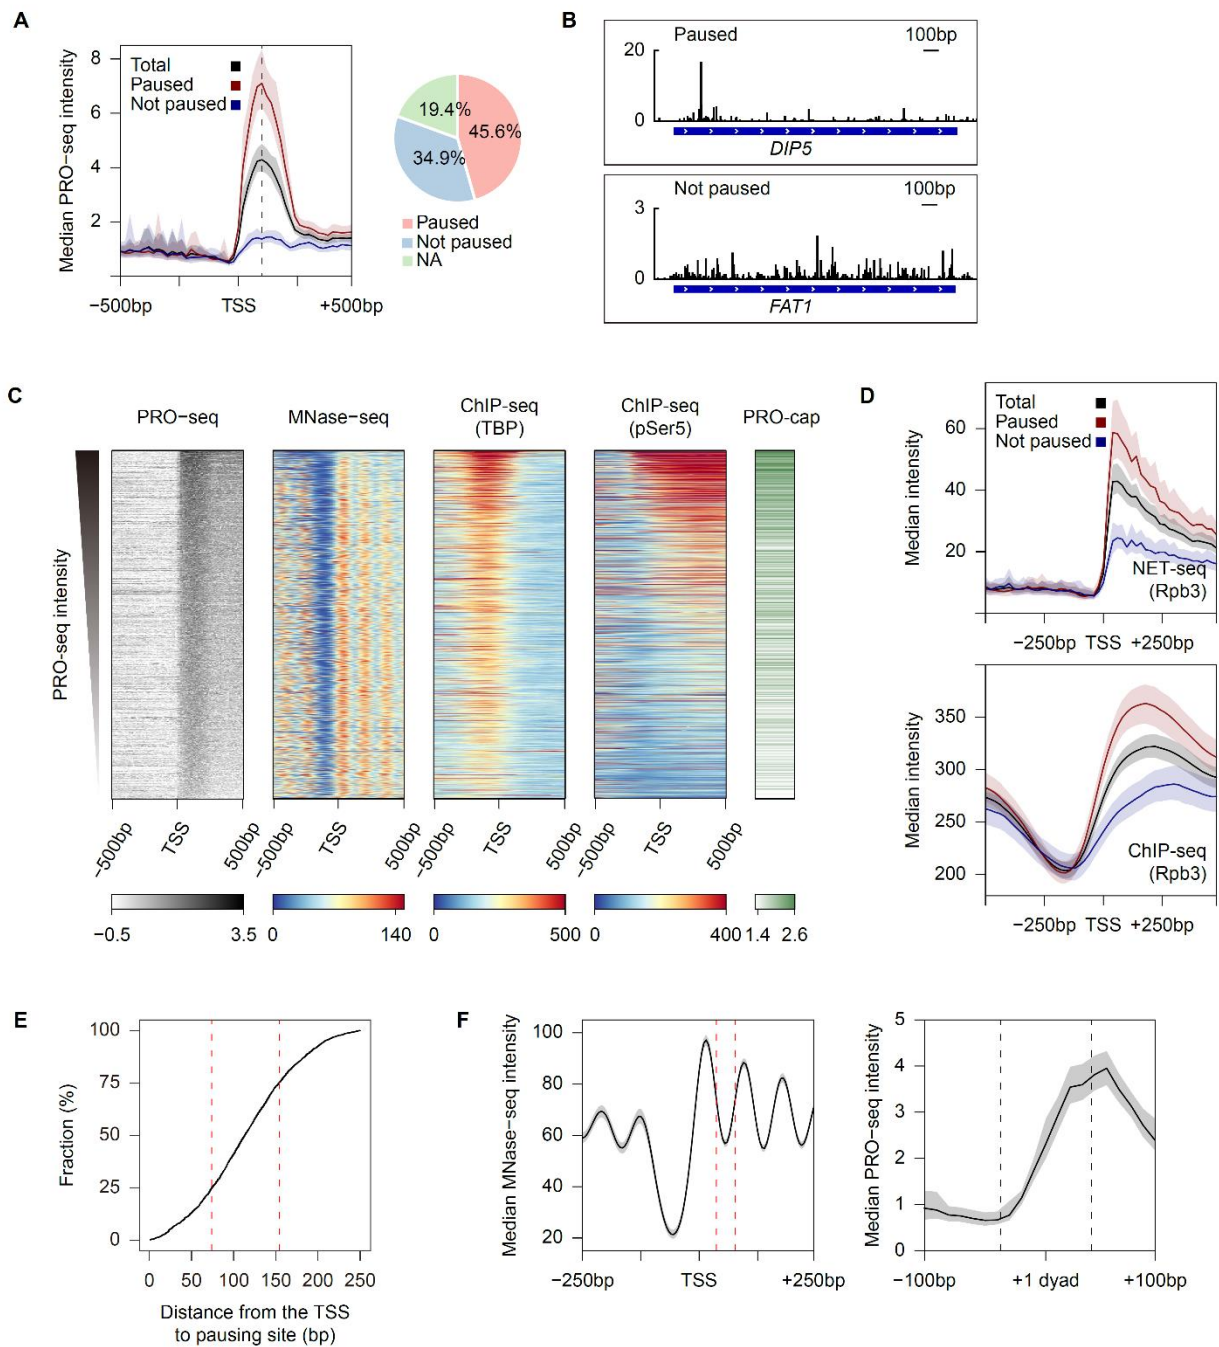 A
Median PRO−seq intensity
8
6
4
2
Total
Paused
Not paused
−500bp
TSS
+500bp
19.4%
45.6%
34.9%
Paused
Not paused
NA
B
Paused
100bp
20
0
DIP5
Not paused
100bp
3
0
FAT1
C
PRO−seq
MNase−seq
ChIP-seq
(TBP)
ChIP-seq
(pSer5)
PRO-cap
PRO-seq intensity
−500bp
TSS
500bp
−500bp
TSS
500bp
−500bp
TSS
500bp
−500bp
TSS
500bp
−0.5
3.5
0
140
0
500
0
400
1.4
2.6
D
Median intensity
60
40
20
Total
Paused
Not paused
NET-seq
(Rpb3)
−250bp
TSS
+250bp
Median intensity
350
300
250
200
ChIP-seq
(Rpb3)
−250bp
TSS
+250bp
E
Fraction (%)
100
75
50
25
0
0
50
100
150
200
250
Distance from the TSS
to pausing site (bp)
F
Median MNase−seq intensity
100
80
60
40
20
−250bp
TSS
+250bp
Median PRO−seq intensity
5
4
3
2
1
0
−100bp
+1 dyad
+100bp